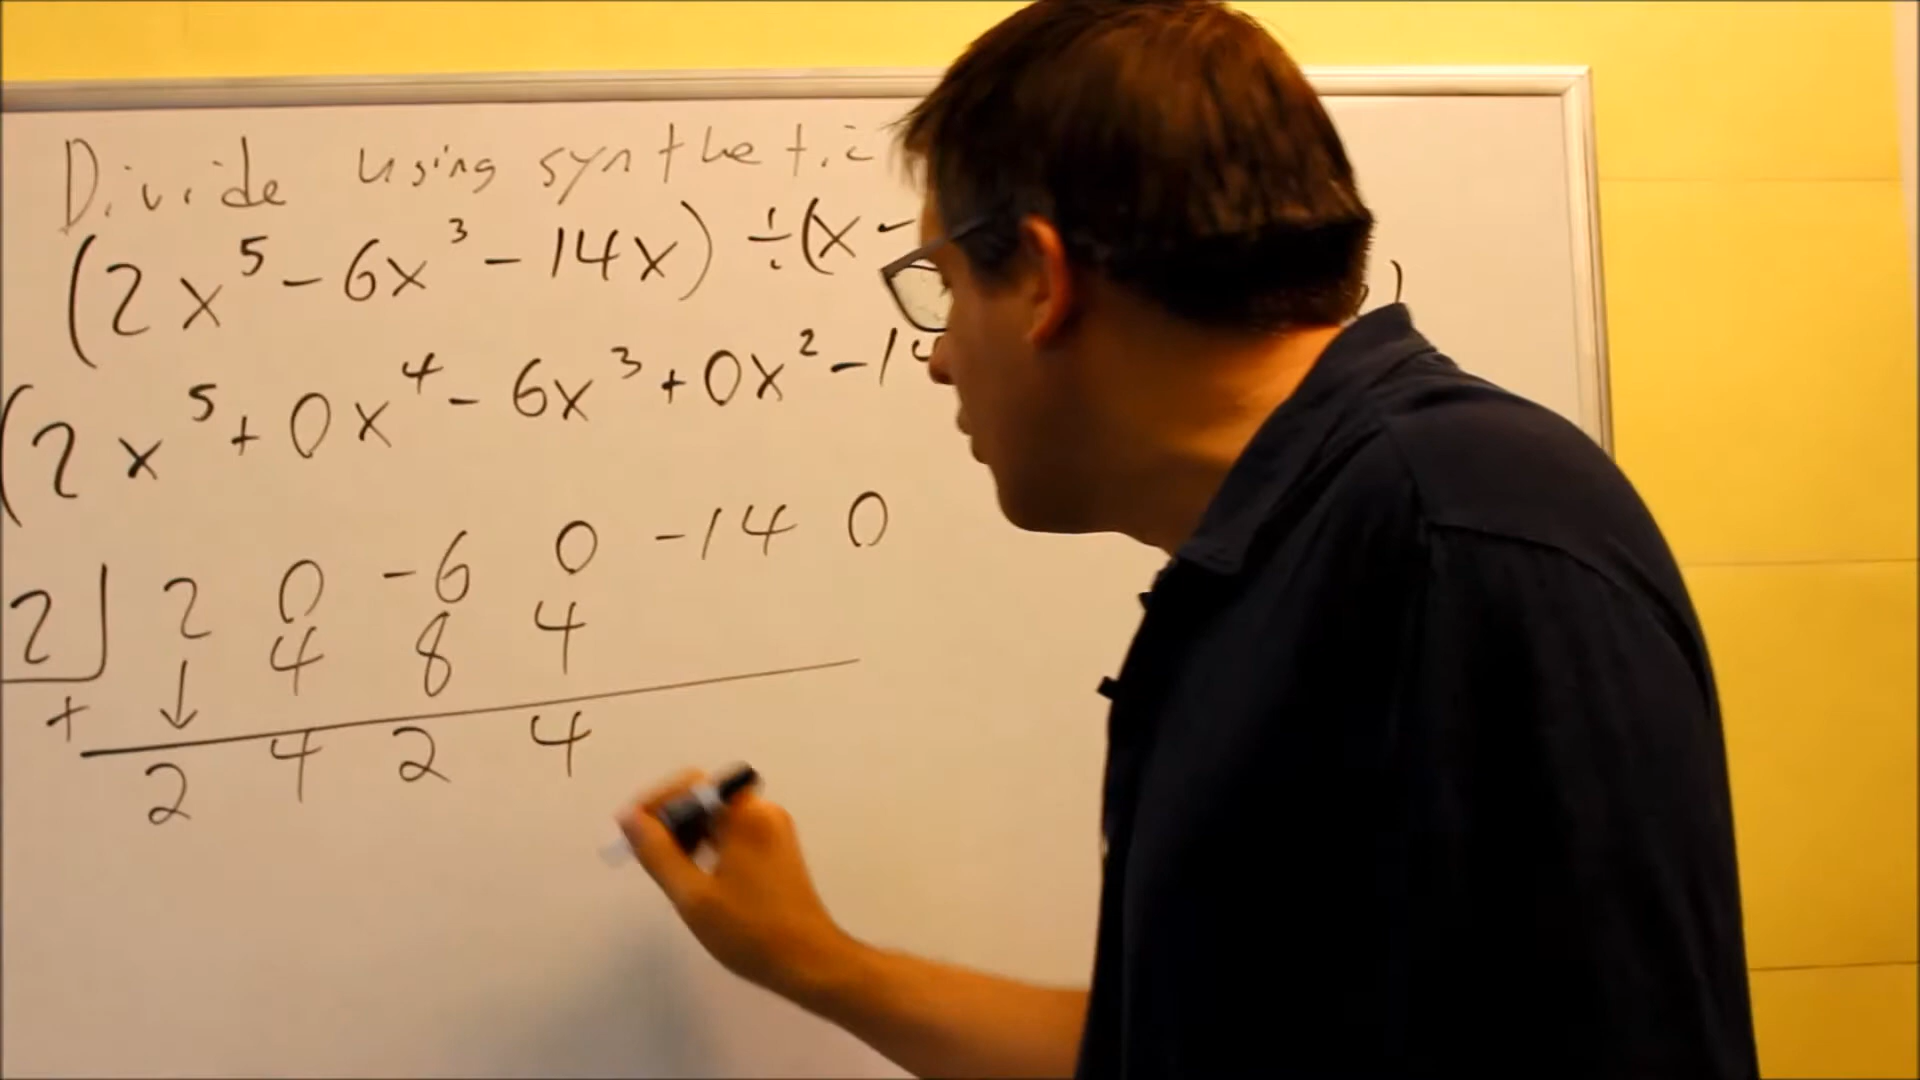 Divide using synthetic
(2x⁵ - 6x³ - 14x) ÷ (x -
(2x⁵ + 0x⁴ - 6x³ + 0x² - 14 )
2 2 0 -6 0 -14 0
4 8 4
+ ↓
2 4 2 4